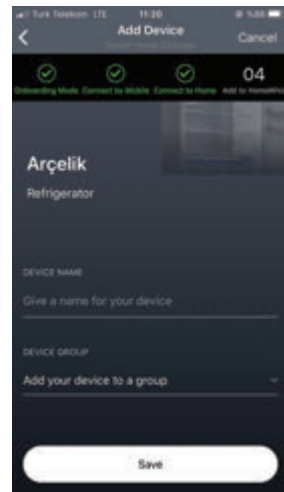 Turk Telekom LTE 11:20
Add Device
Cancel
04
Onboarding Mode Connect by Mobile Connect to Home Add to HomeWhiz
Arçelik
Refrigerator
DEVICE NAME
Give a name for your device
DEVICE GROUP
Add your device to a group
Save